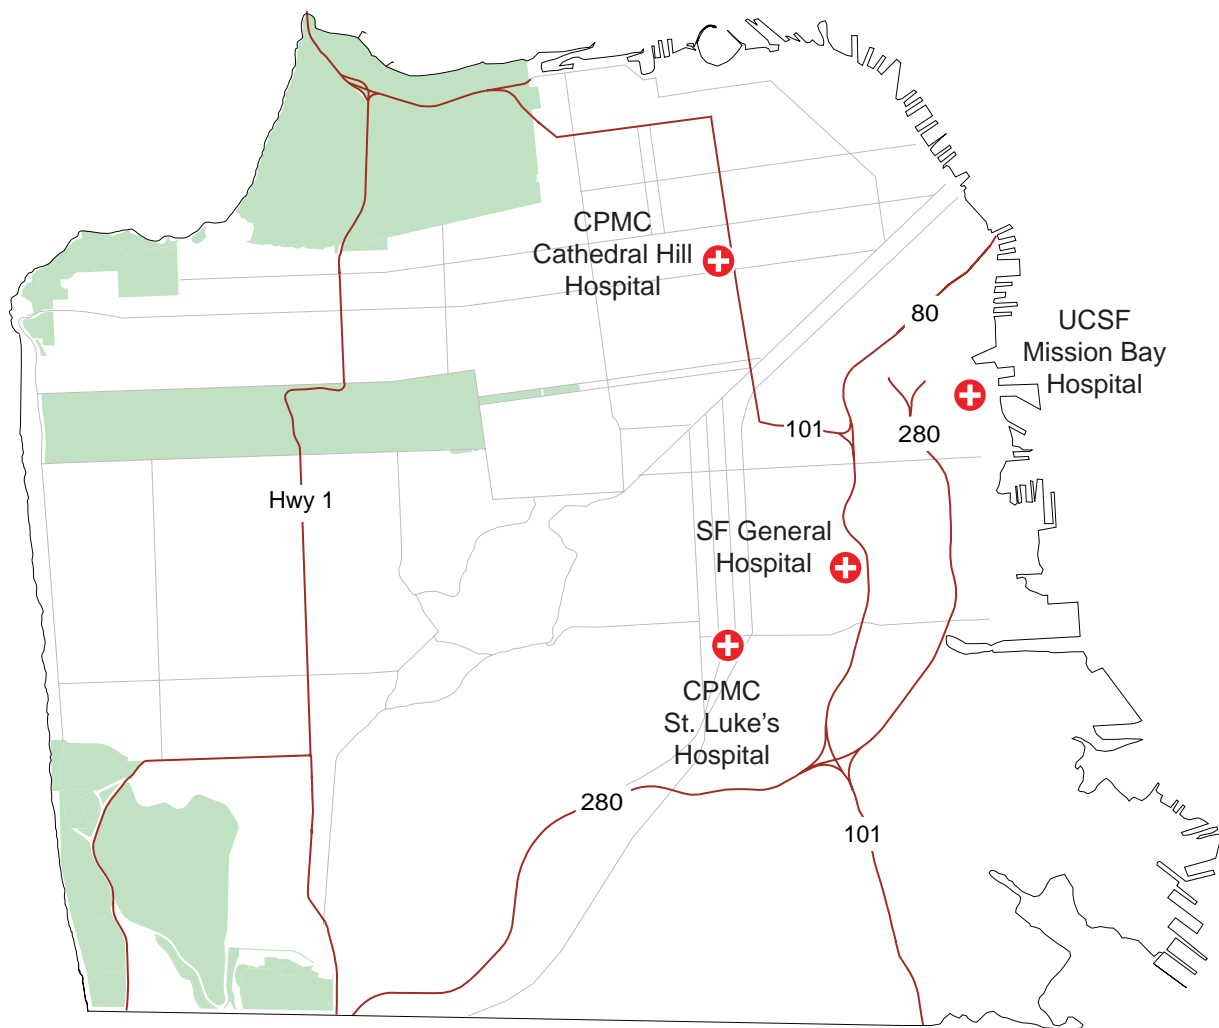 CPMC
Cathedral Hill
Hospital
80
UCSF
Mission Bay
Hospital
101
280
Hwy 1
SF General
Hospital
CPMC
St. Luke’s
Hospital
280
101